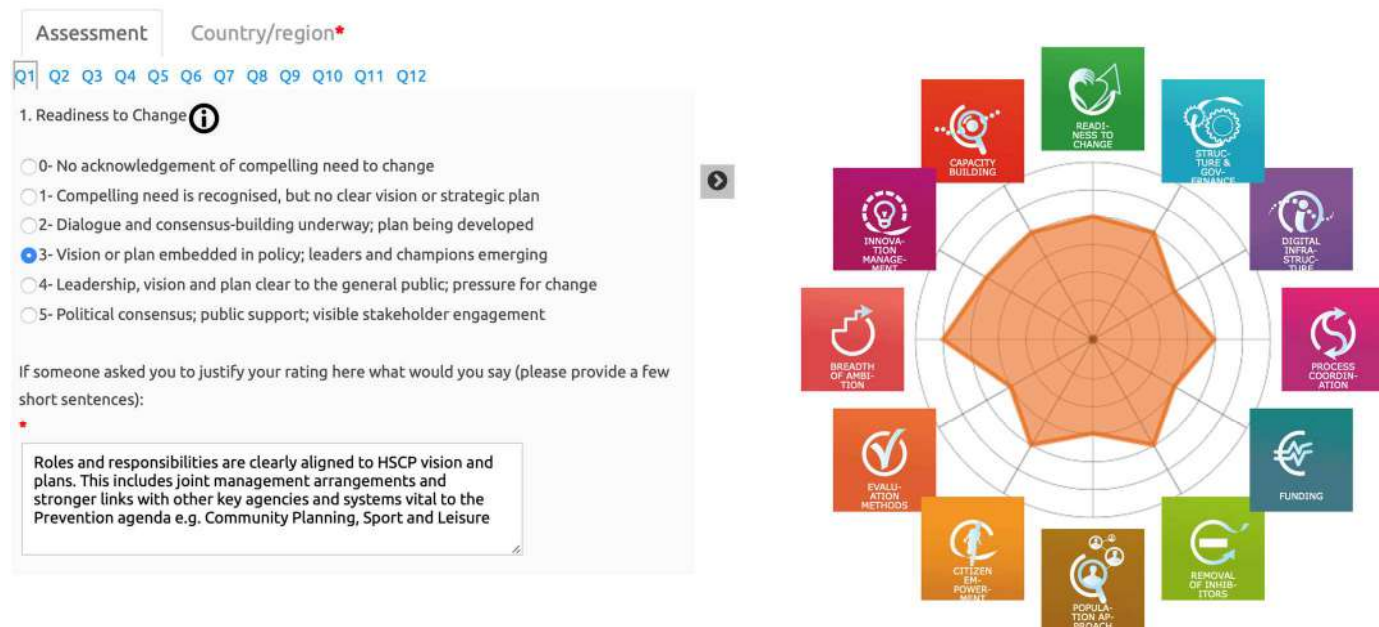 Assessment Country/region*
Q1 Q2 Q3 Q4 Q5 Q6 Q7 Q8 Q9 Q10 Q11 Q12
1. Readiness to Change
0- No acknowledgement of compelling need to change
1- Compelling need is recognised, but no clear vision or strategic plan
2- Dialogue and consensus-building underway; plan being developed
3- Vision or plan embedded in policy; leaders and champions emerging
4- Leadership, vision and plan clear to the general public; pressure for change
5- Political consensus; public support; visible stakeholder engagement
If someone asked you to justify your rating here what would you say (please provide a few
short sentences):
*
Roles and responsibilities are clearly aligned to HSCP vision and
plans. This includes joint management arrangements and
stronger links with other key agencies and systems vital to the
Prevention agenda e.g. Community Planning, Sport and Leisure
READI-
NESS TO
CHANGE
STRUC-
TURE &
GOV-
ERNANCE
DIGITAL
INFRA-
STRUC-
TURE
PROCESS
COORDIN-
ATION
FUNDING
REMOVAL
OF INHIB-
ITORS
POPULA-
TION AP-
PROACH
CITIZEN
EM-
POWER-
MENT
EVALU-
ATION
METHODS
BREADTH
OF AMBI-
TION
INNOVA-
TION
MANAGE-
MENT
CAPACITY
BUILDING